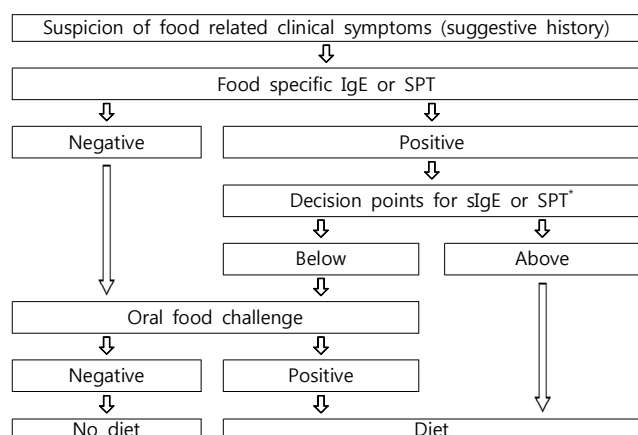 Suspicion of food related clinical symptoms (suggestive history)
Food specific IgE or SPT
Negative
Positive
Decision points for sIgE or SPT*
Below
Above
Oral food challenge
Negative
Positive
No diet
Diet